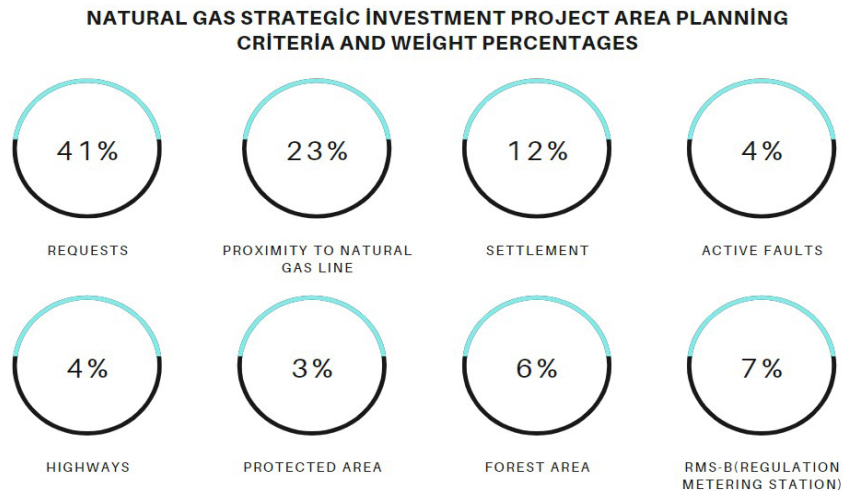 NATURAL GAS STRATEGİC İNVESTMENT PROJECT AREA PLANNİNG
CRİTERİA AND WEİGHT PERCENTAGES
41%
23%
12%
4%
REQUESTS
PROXIMITY TO NATURAL
GAS LINE
SETTLEMENT
ACTIVE FAULTS
4%
3%
6%
7%
HIGHWAYS
PROTECTED AREA
FOREST AREA
RMS-B(REGULATION
METERING STATION)